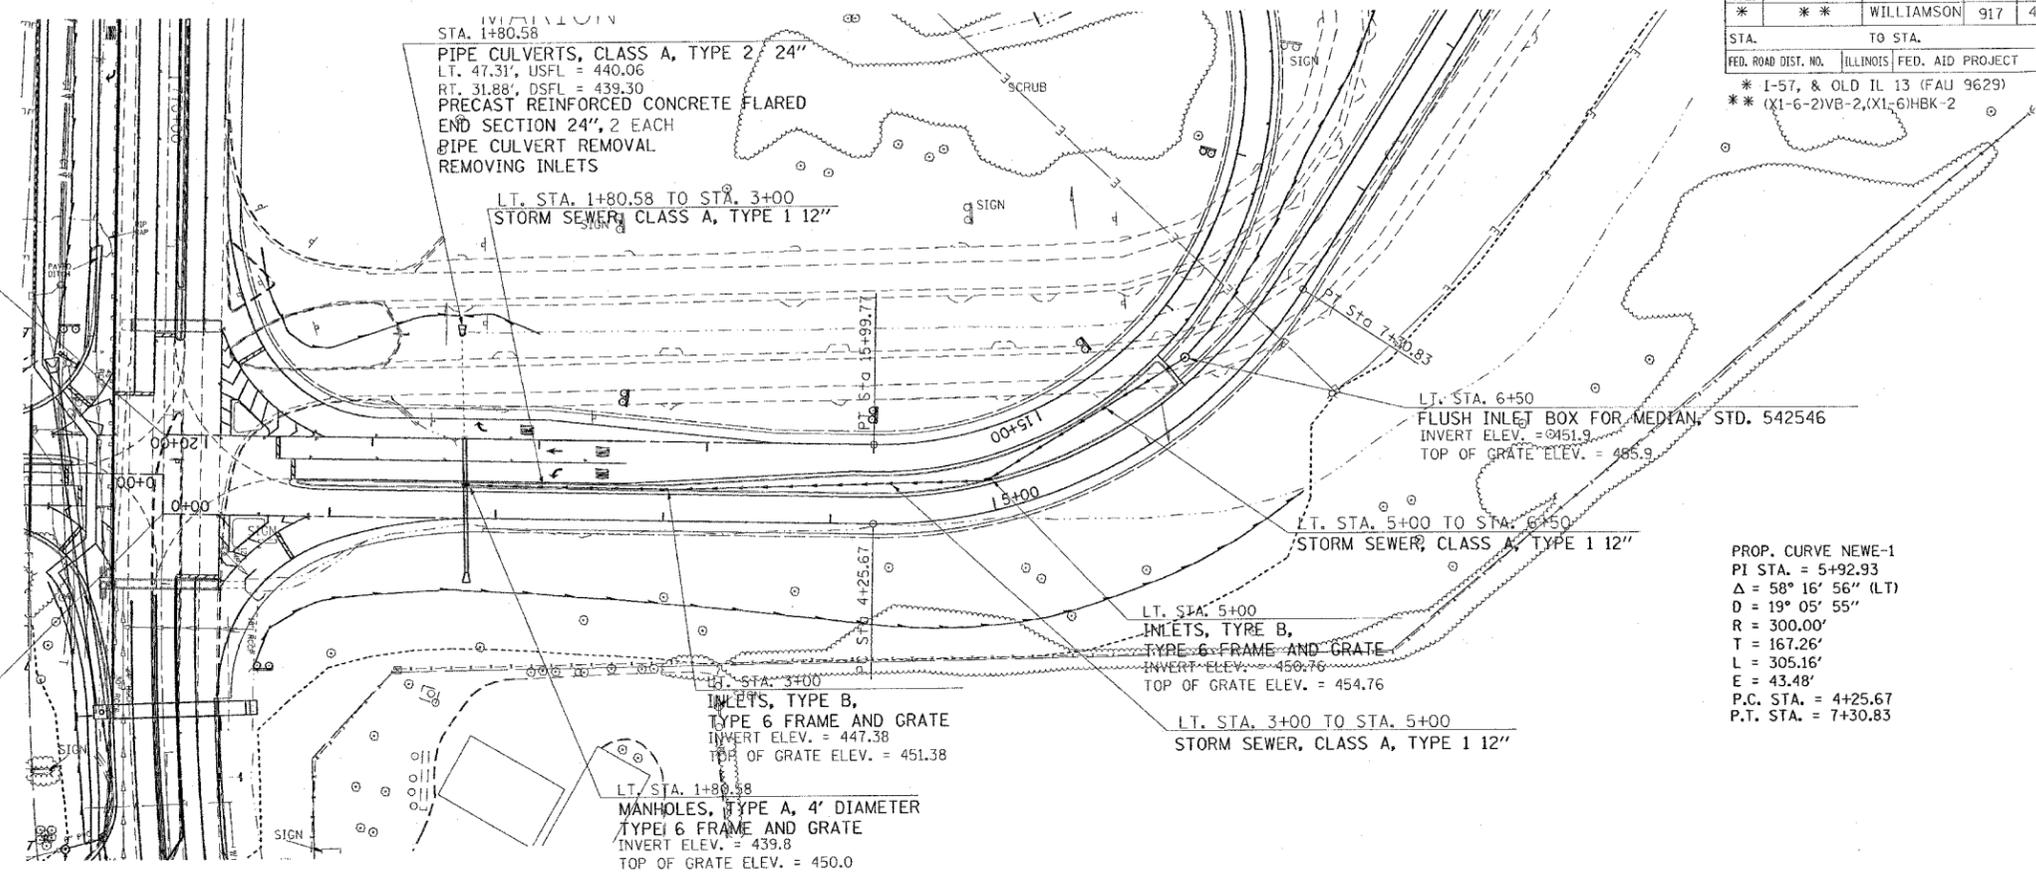 MARION
STA. 1+80.58
PIPE CULVERTS, CLASS A, TYPE 2 24"
LT. 47.31', USFL = 440.06
RT. 31.88', DSFL = 439.30
PRECAST REINFORCED CONCRETE FLARED
END SECTION 24", 2 EACH
PIPE CULVERT REMOVAL
REMOVING INLETS
LT. STA. 1+80.58 TO STA. 3+00
STORM SEWER, CLASS A, TYPE 1 12"
SIGN
SIGN
SIGN
SCRUB
* ** WILLIAMSON 917 4
STA. TO STA.
FED. ROAD DIST. NO. ILLINOIS FED. AID PROJECT
* I-57, & OLD IL 13 (FAU 9629)
** (X1-6-2)VB-2,(X1-6)HBK-2
PT Sta 15+99.77
PT Sta 7+30.83
115+00
15+00
20+00
0+00
0+00
SIGN
PC Sta 4+25.67
LT. STA. 6+50
FLUSH INLET BOX FOR MEDIAN, STD. 542546
INVERT ELEV. = 451.9
TOP OF GRATE ELEV. = 455.9
LT. STA. 5+00 TO STA. 6+50
STORM SEWER, CLASS A, TYPE 1 12"
LT. STA. 5+00
INLETS, TYPE B,
TYPE 6 FRAME AND GRATE
INVERT ELEV. = 450.76
TOP OF GRATE ELEV. = 454.76
LT. STA. 3+00 TO STA. 5+00
STORM SEWER, CLASS A, TYPE 1 12"
LT. STA. 3+00
SIGN
INLETS, TYPE B,
TYPE 6 FRAME AND GRATE
INVERT ELEV. = 447.38
TOP OF GRATE ELEV. = 451.38
LT. STA. 1+80.58
MANHOLES, TYPE A, 4' DIAMETER
TYPE 6 FRAME AND GRATE
INVERT ELEV. = 439.8
TOP OF GRATE ELEV. = 450.0
SIGN
SIGN
PROP. CURVE NEWE-1
PI STA. = 5+92.93
Δ = 58° 16' 56" (LT)
D = 19° 05' 55"
R = 300.00'
T = 167.26'
L = 305.16'
E = 43.48'
P.C. STA. = 4+25.67
P.T. STA. = 7+30.83